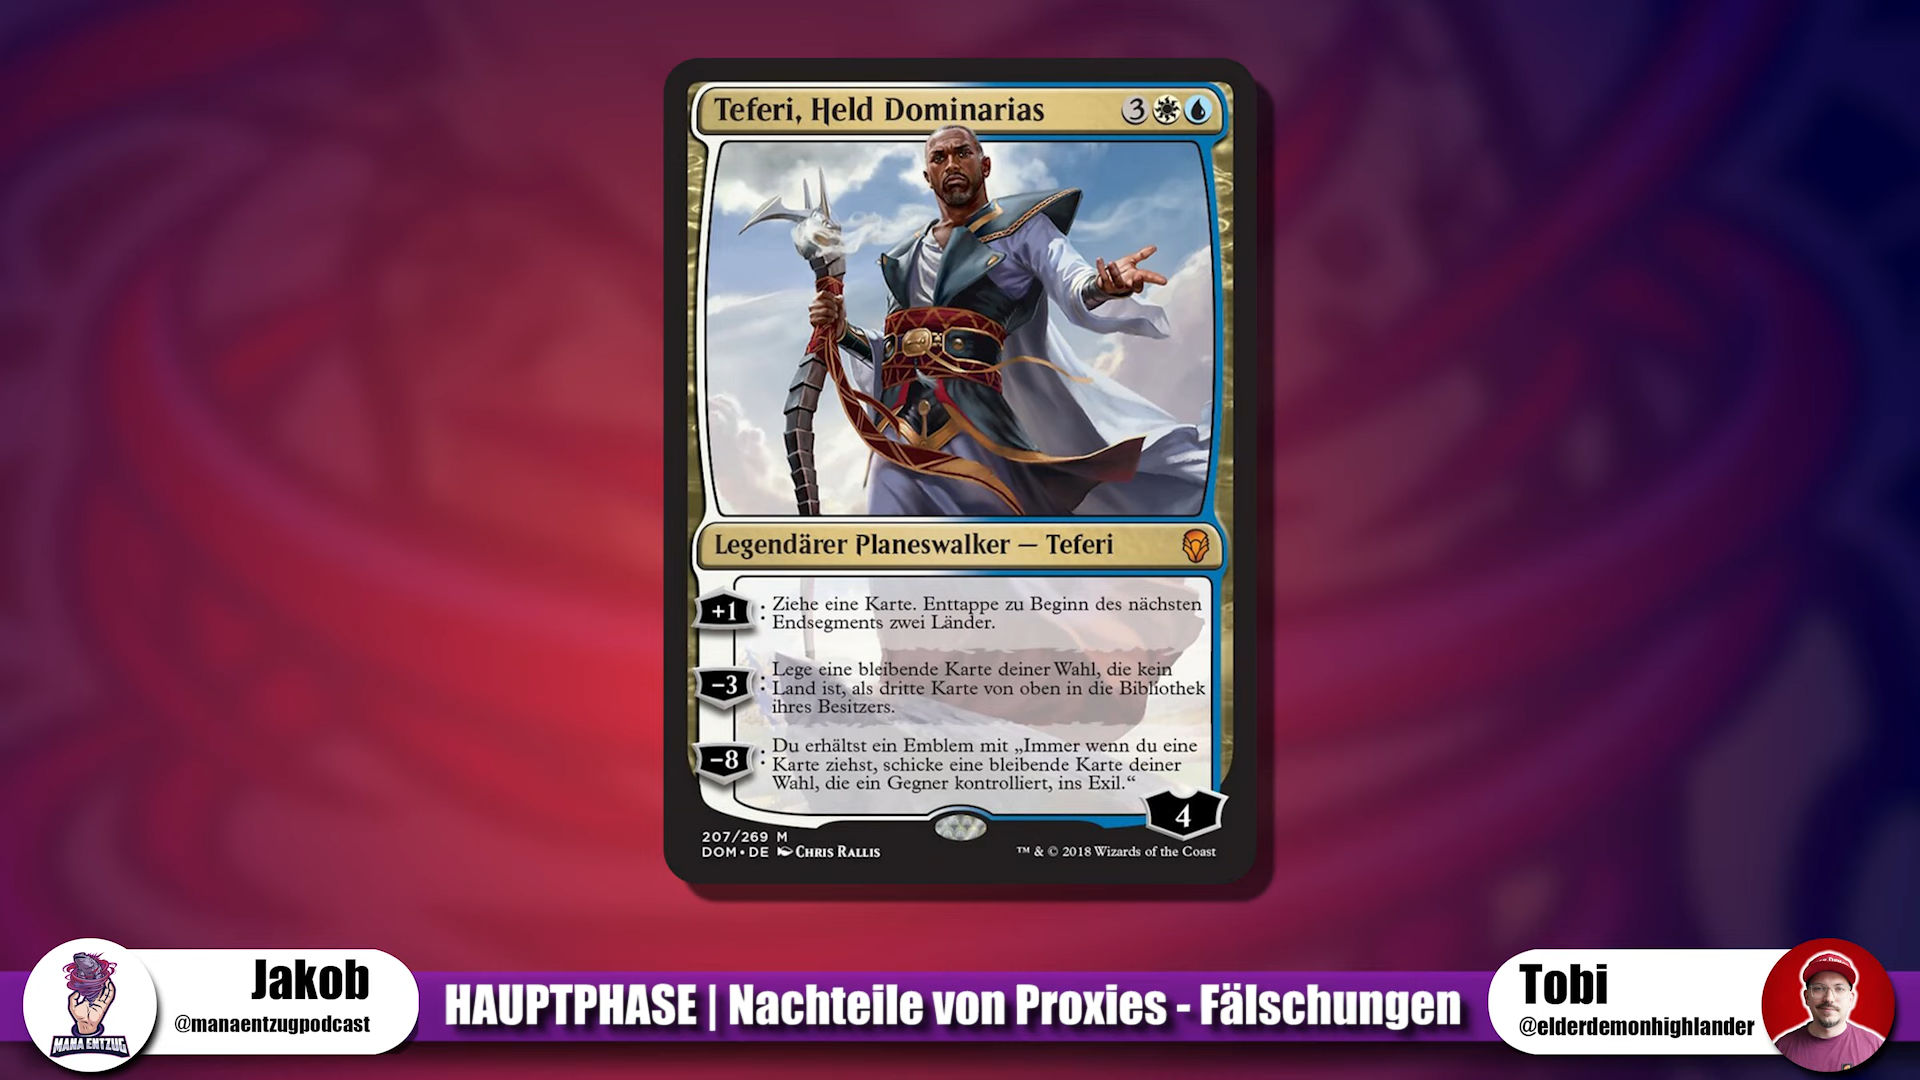 Teferi, Held Dominarias
3
Legendärer Planeswalker — Teferi
+1 : Ziehe eine Karte. Enttappe zu Beginn des nächsten
Endsegments zwei Länder.
−3 : Lege eine bleibende Karte deiner Wahl, die kein
Land ist, als dritte Karte von oben in die Bibliothek
ihres Besitzers.
−8 : Du erhältst ein Emblem mit „Immer wenn du eine
Karte ziehst, schicke eine bleibende Karte deiner
Wahl, die ein Gegner kontrolliert, ins Exil.“
4
207/269 M
DOM • DE Chris Rallis
™ & © 2018 Wizards of the Coast
MANA ENTZUG
Jakob
@manaentzugpodcast
HAUPTPHASE | Nachteile von Proxies - Fälschungen
Tobi
@elderdemonhighlander